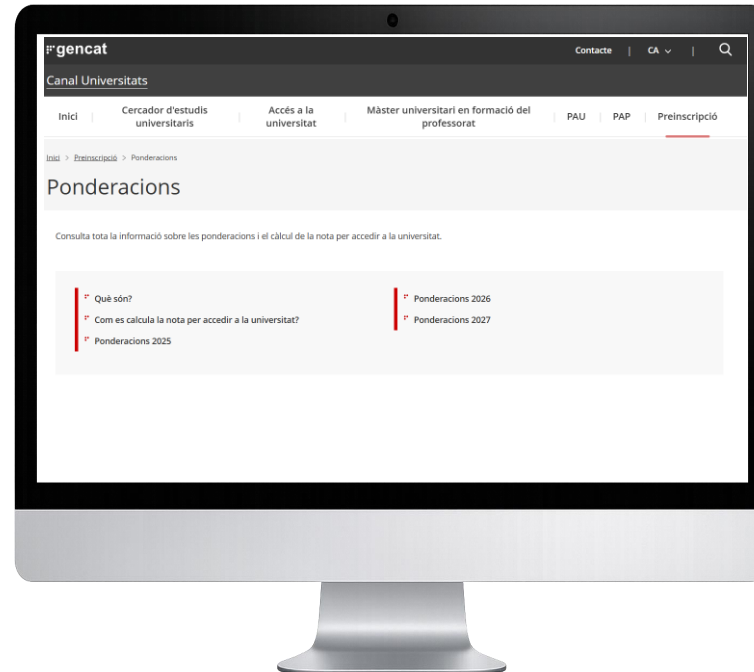 gencat
Contacte | CA |
Canal Universitats
Inici
Cercador d'estudis
universitaris
Accés a la
universitat
Màster universitari en formació del
professorat
PAU
PAP
Preinscripció
Inici > Preinscripció > Ponderacions
Ponderacions
Consulta tota la informació sobre les ponderacions i el càlcul de la nota per accedir a la universitat.
Què són?
Com es calcula la nota per accedir a la universitat?
Ponderacions 2025
Ponderacions 2026
Ponderacions 2027